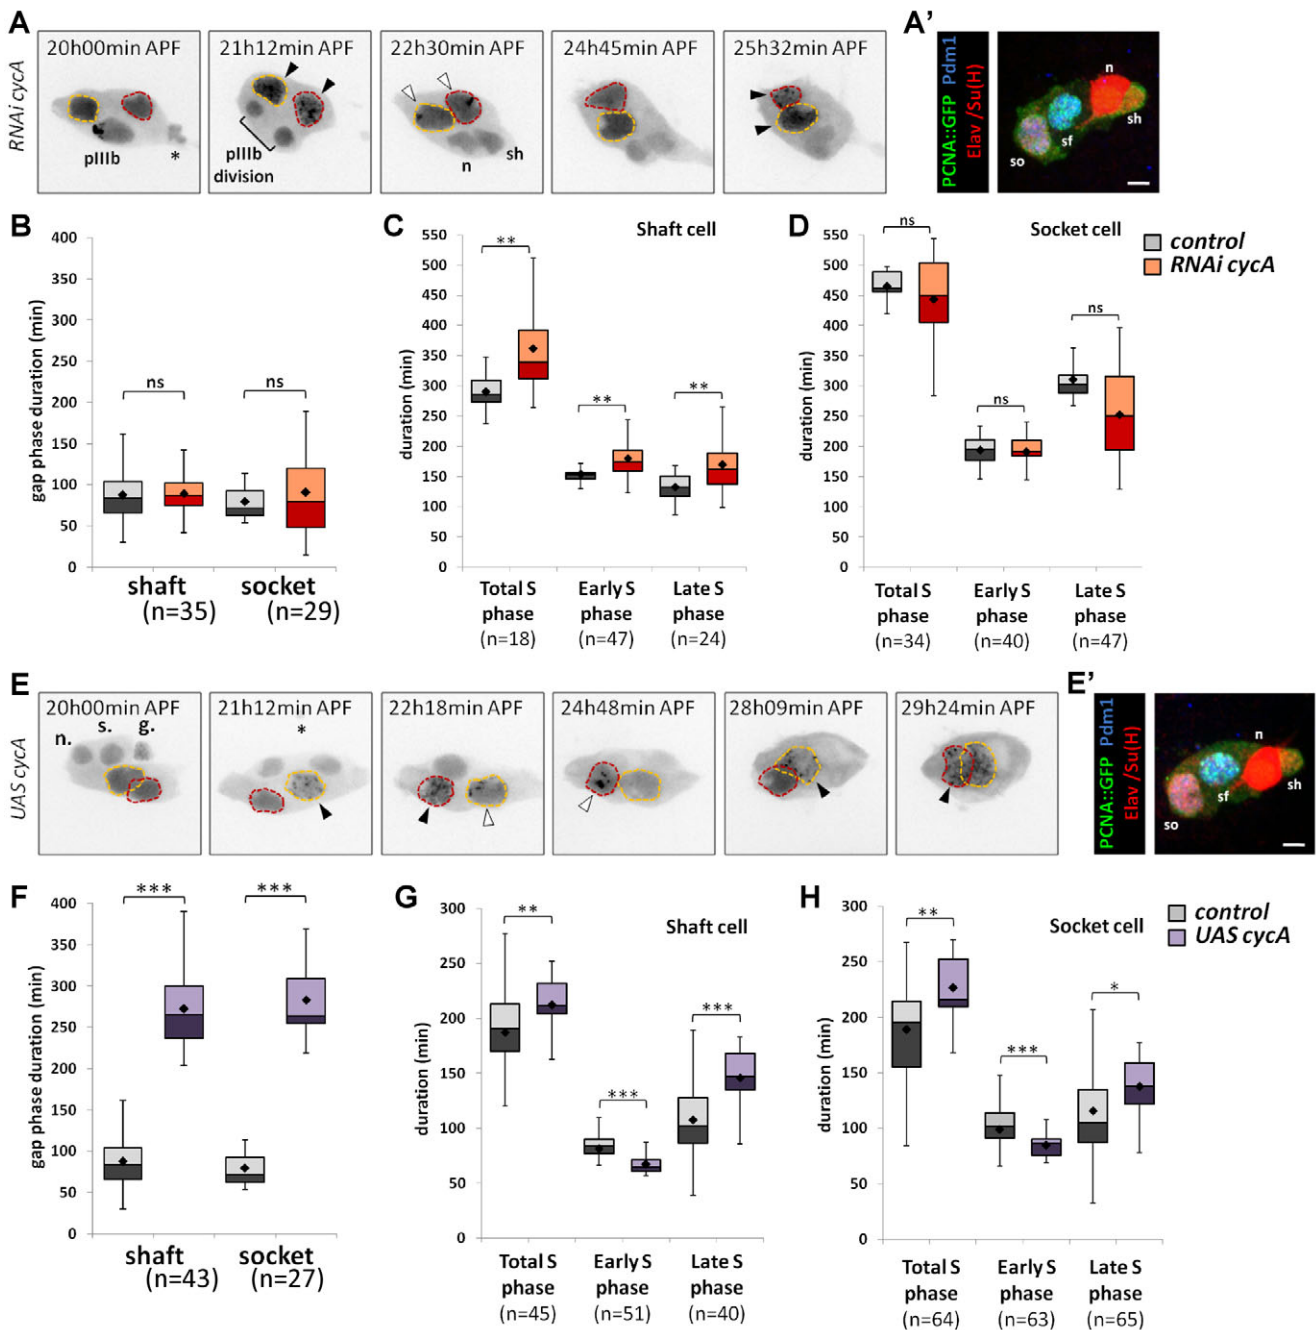 A
RNAi cycA
20h00min APF
pIIIb
*
21h12min APF
pIIIb
division
22h30min APF
n
sh
24h45min APF
25h32min APF
A'
PCNA::GFP Pdm1
Elav /Su(H)
n
so
sf
sh
B
gap phase duration (min)
400
350
300
250
200
150
100
50
0
ns
ns
shaft
(n=35)
socket
(n=29)
C
Shaft cell
duration (min)
550
500
450
400
350
300
250
200
150
100
50
0
**
**
**
Total S
phase
(n=18)
Early S
phase
(n=47)
Late S
phase
(n=24)
D
Socket cell
duration (min)
550
500
450
400
350
300
250
200
150
100
50
0
ns
ns
ns
Total S
phase
(n=34)
Early S
phase
(n=40)
Late S
phase
(n=47)
control
RNAi cycA
E
UAS cycA
20h00min APF
n.
s.
g.
21h12min APF
*
22h18min APF
24h48min APF
28h09min APF
29h24min APF
E'
PCNA::GFP Pdm1
Elav /Su(H)
n
so
sf
sh
F
gap phase duration (min)
400
350
300
250
200
150
100
50
0
***
***
shaft
(n=43)
socket
(n=27)
G
Shaft cell
duration (min)
300
250
200
150
100
50
0
**
***
***
Total S
phase
(n=45)
Early S
phase
(n=51)
Late S
phase
(n=40)
H
Socket cell
duration (min)
300
250
200
150
100
50
0
**
***
*
Total S
phase
(n=64)
Early S
phase
(n=63)
Late S
phase
(n=65)
control
UAS cycA